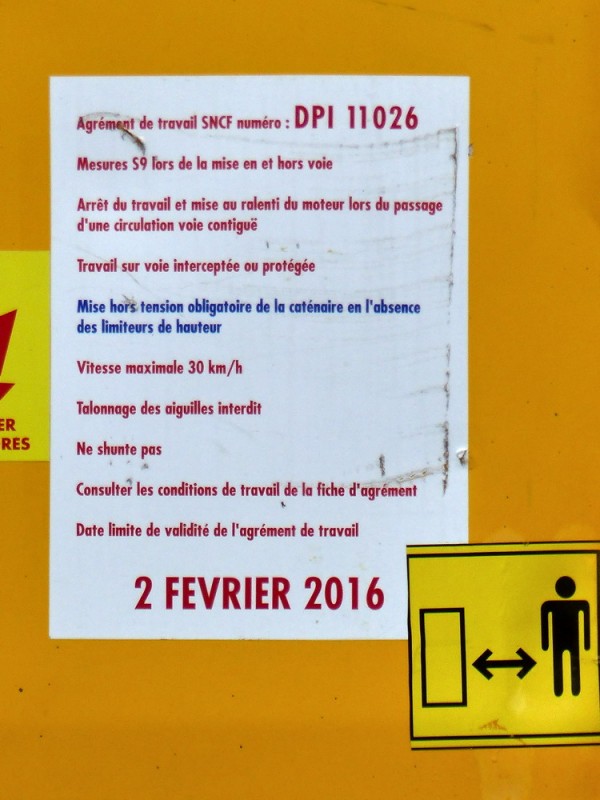 Agrément de travail SNCF numéro : DPI 11026
Mesures S9 lors de la mise en et hors voie
Arrêt du travail et mise au ralenti du moteur lors du passage
d'une circulation voie contiguë
Travail sur voie interceptée ou protégée
Mise hors tension obligatoire de la caténaire en l'absence
des limiteurs de hauteur
Vitesse maximale 30 km/h
Talonnage des aiguilles interdit
Ne shunte pas
Consulter les conditions de travail de la fiche d'agrément
Date limite de validité de l'agrément de travail
2 FEVRIER 2016
ER
RES